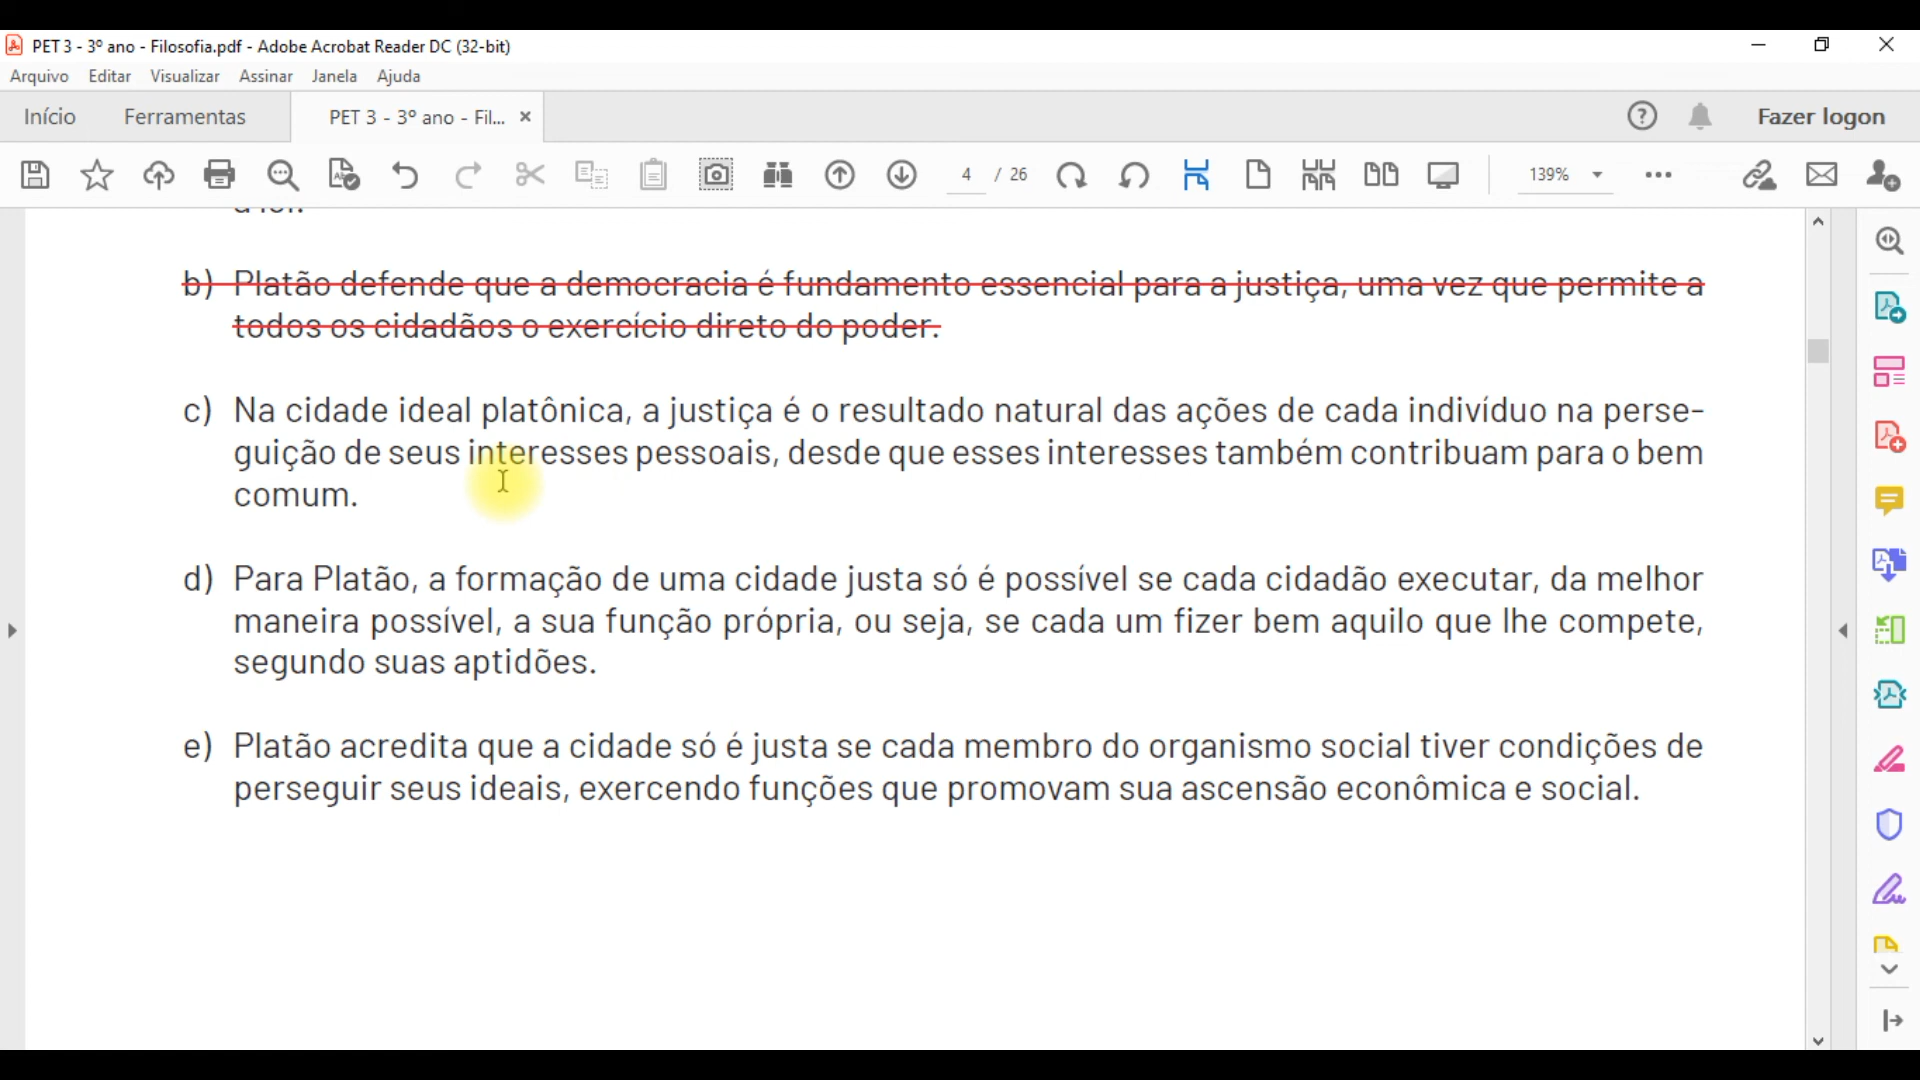 PET 3 - 3º ano - Filosofia.pdf - Adobe Acrobat Reader DC (32-bit)
Arquivo Editar Visualizar Assinar Janela Ajuda
Início Ferramentas PET 3 - 3º ano - Fil... × Fazer logon
4 / 26 139%
b) Platão defende que a democracia é fundamento essencial para a justiça, uma vez que permite a
todos os cidadãos o exercício direto do poder.
c) Na cidade ideal platônica, a justiça é o resultado natural das ações de cada indivíduo na perse-
guição de seus interesses pessoais, desde que esses interesses também contribuam para o bem
comum.
d) Para Platão, a formação de uma cidade justa só é possível se cada cidadão executar, da melhor
maneira possível, a sua função própria, ou seja, se cada um fizer bem aquilo que lhe compete,
segundo suas aptidões.
e) Platão acredita que a cidade só é justa se cada membro do organismo social tiver condições de
perseguir seus ideais, exercendo funções que promovam sua ascensão econômica e social.